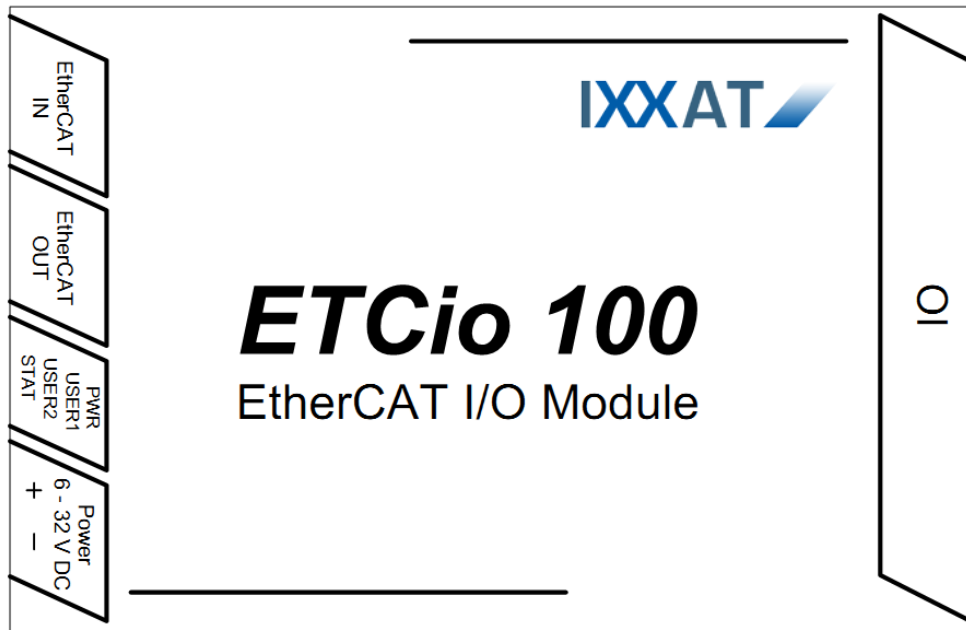 EtherCAT
IN
EtherCAT
OUT
PWR
USER1
USER2
STAT
Power
6 - 32 V DC
+ -
IXXAT
ETCio 100
EtherCAT I/O Module
IO